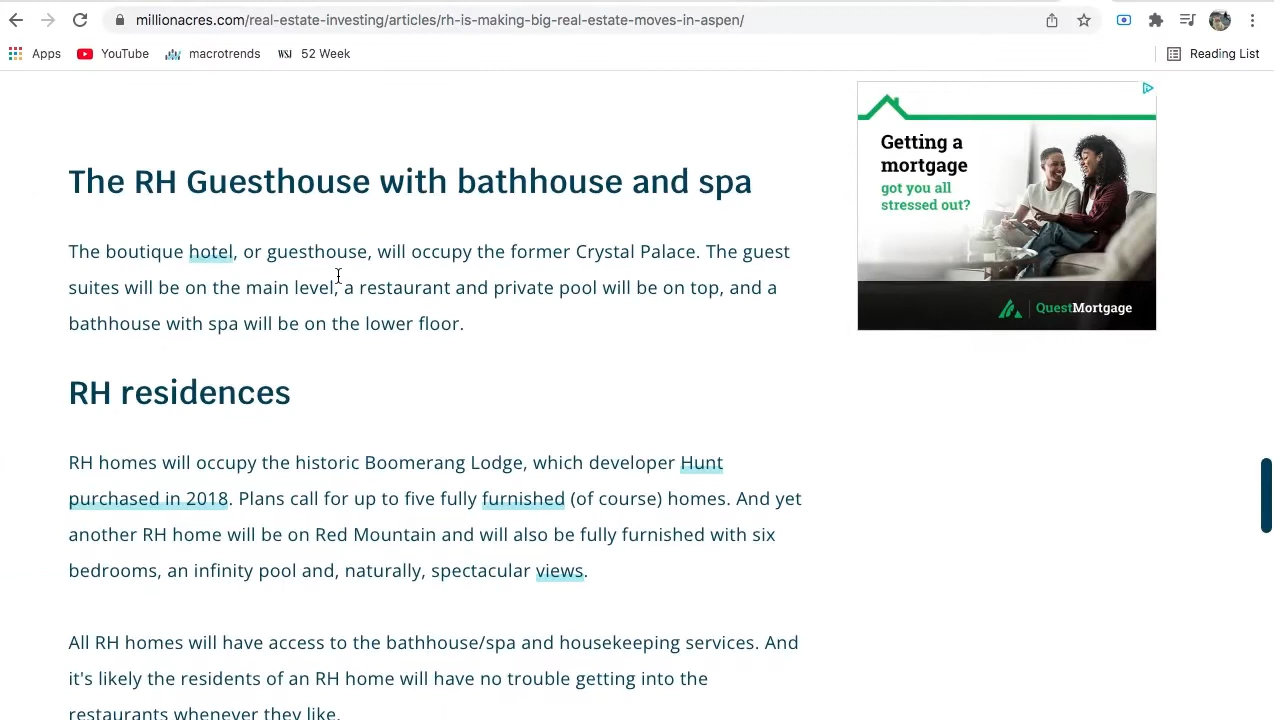 millionacres.com/real-estate-investing/articles/rh-is-making-big-real-estate-moves-in-aspen/
Apps YouTube macrotrends WSJ 52 Week Reading List
The RH Guesthouse with bathhouse and spa
The boutique hotel, or guesthouse, will occupy the former Crystal Palace. The guest
suites will be on the main level, a restaurant and private pool will be on top, and a
bathhouse with spa will be on the lower floor.
RH residences
RH homes will occupy the historic Boomerang Lodge, which developer Hunt
purchased in 2018. Plans call for up to five fully furnished (of course) homes. And yet
another RH home will be on Red Mountain and will also be fully furnished with six
bedrooms, an infinity pool and, naturally, spectacular views.
All RH homes will have access to the bathhouse/spa and housekeeping services. And
it's likely the residents of an RH home will have no trouble getting into the
restaurants whenever they like.
Getting a
mortgage
got you all
stressed out?
QuestMortgage